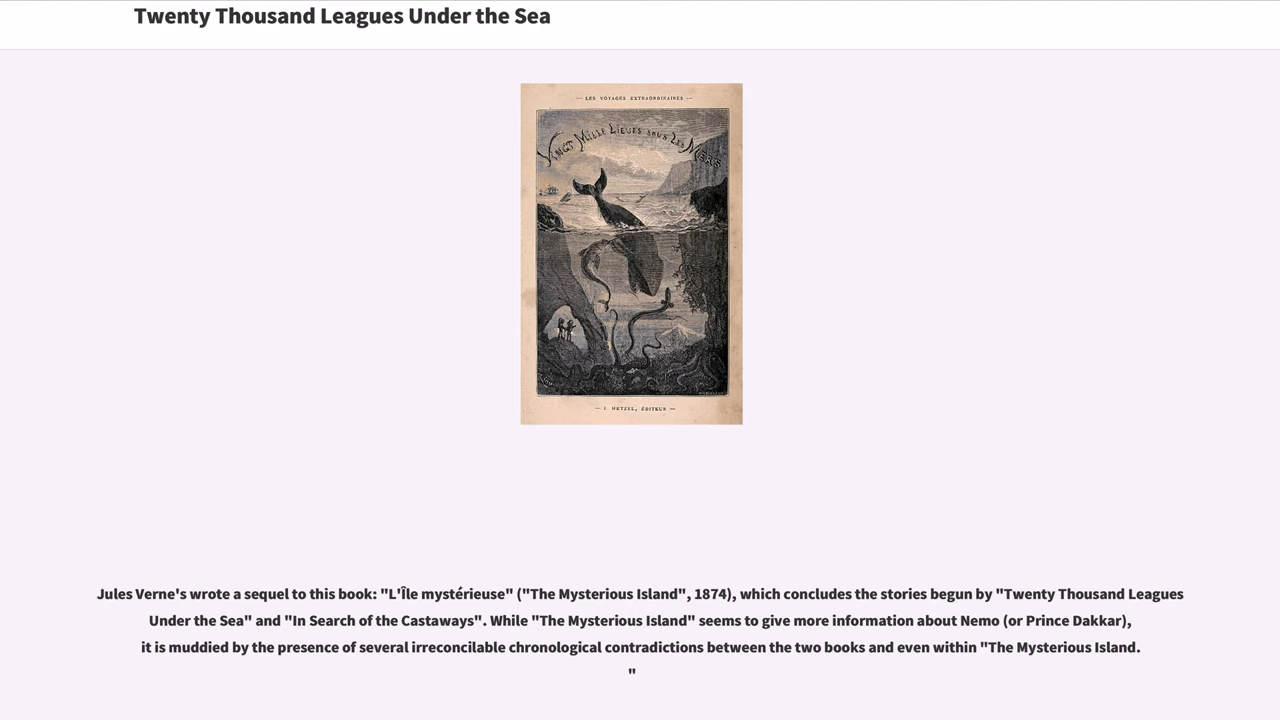 Twenty Thousand Leagues Under the Sea
— LES VOYAGES EXTRAORDINAIRES —
VINGT MILLE LIEUES SOUS LES MERS
— J. HETZEL, ÉDITEUR —
Jules Verne's wrote a sequel to this book: "L'Île mystérieuse" ("The Mysterious Island", 1874), which concludes the stories begun by "Twenty Thousand Leagues
Under the Sea" and "In Search of the Castaways". While "The Mysterious Island" seems to give more information about Nemo (or Prince Dakkar),
it is muddied by the presence of several irreconcilable chronological contradictions between the two books and even within "The Mysterious Island.
"